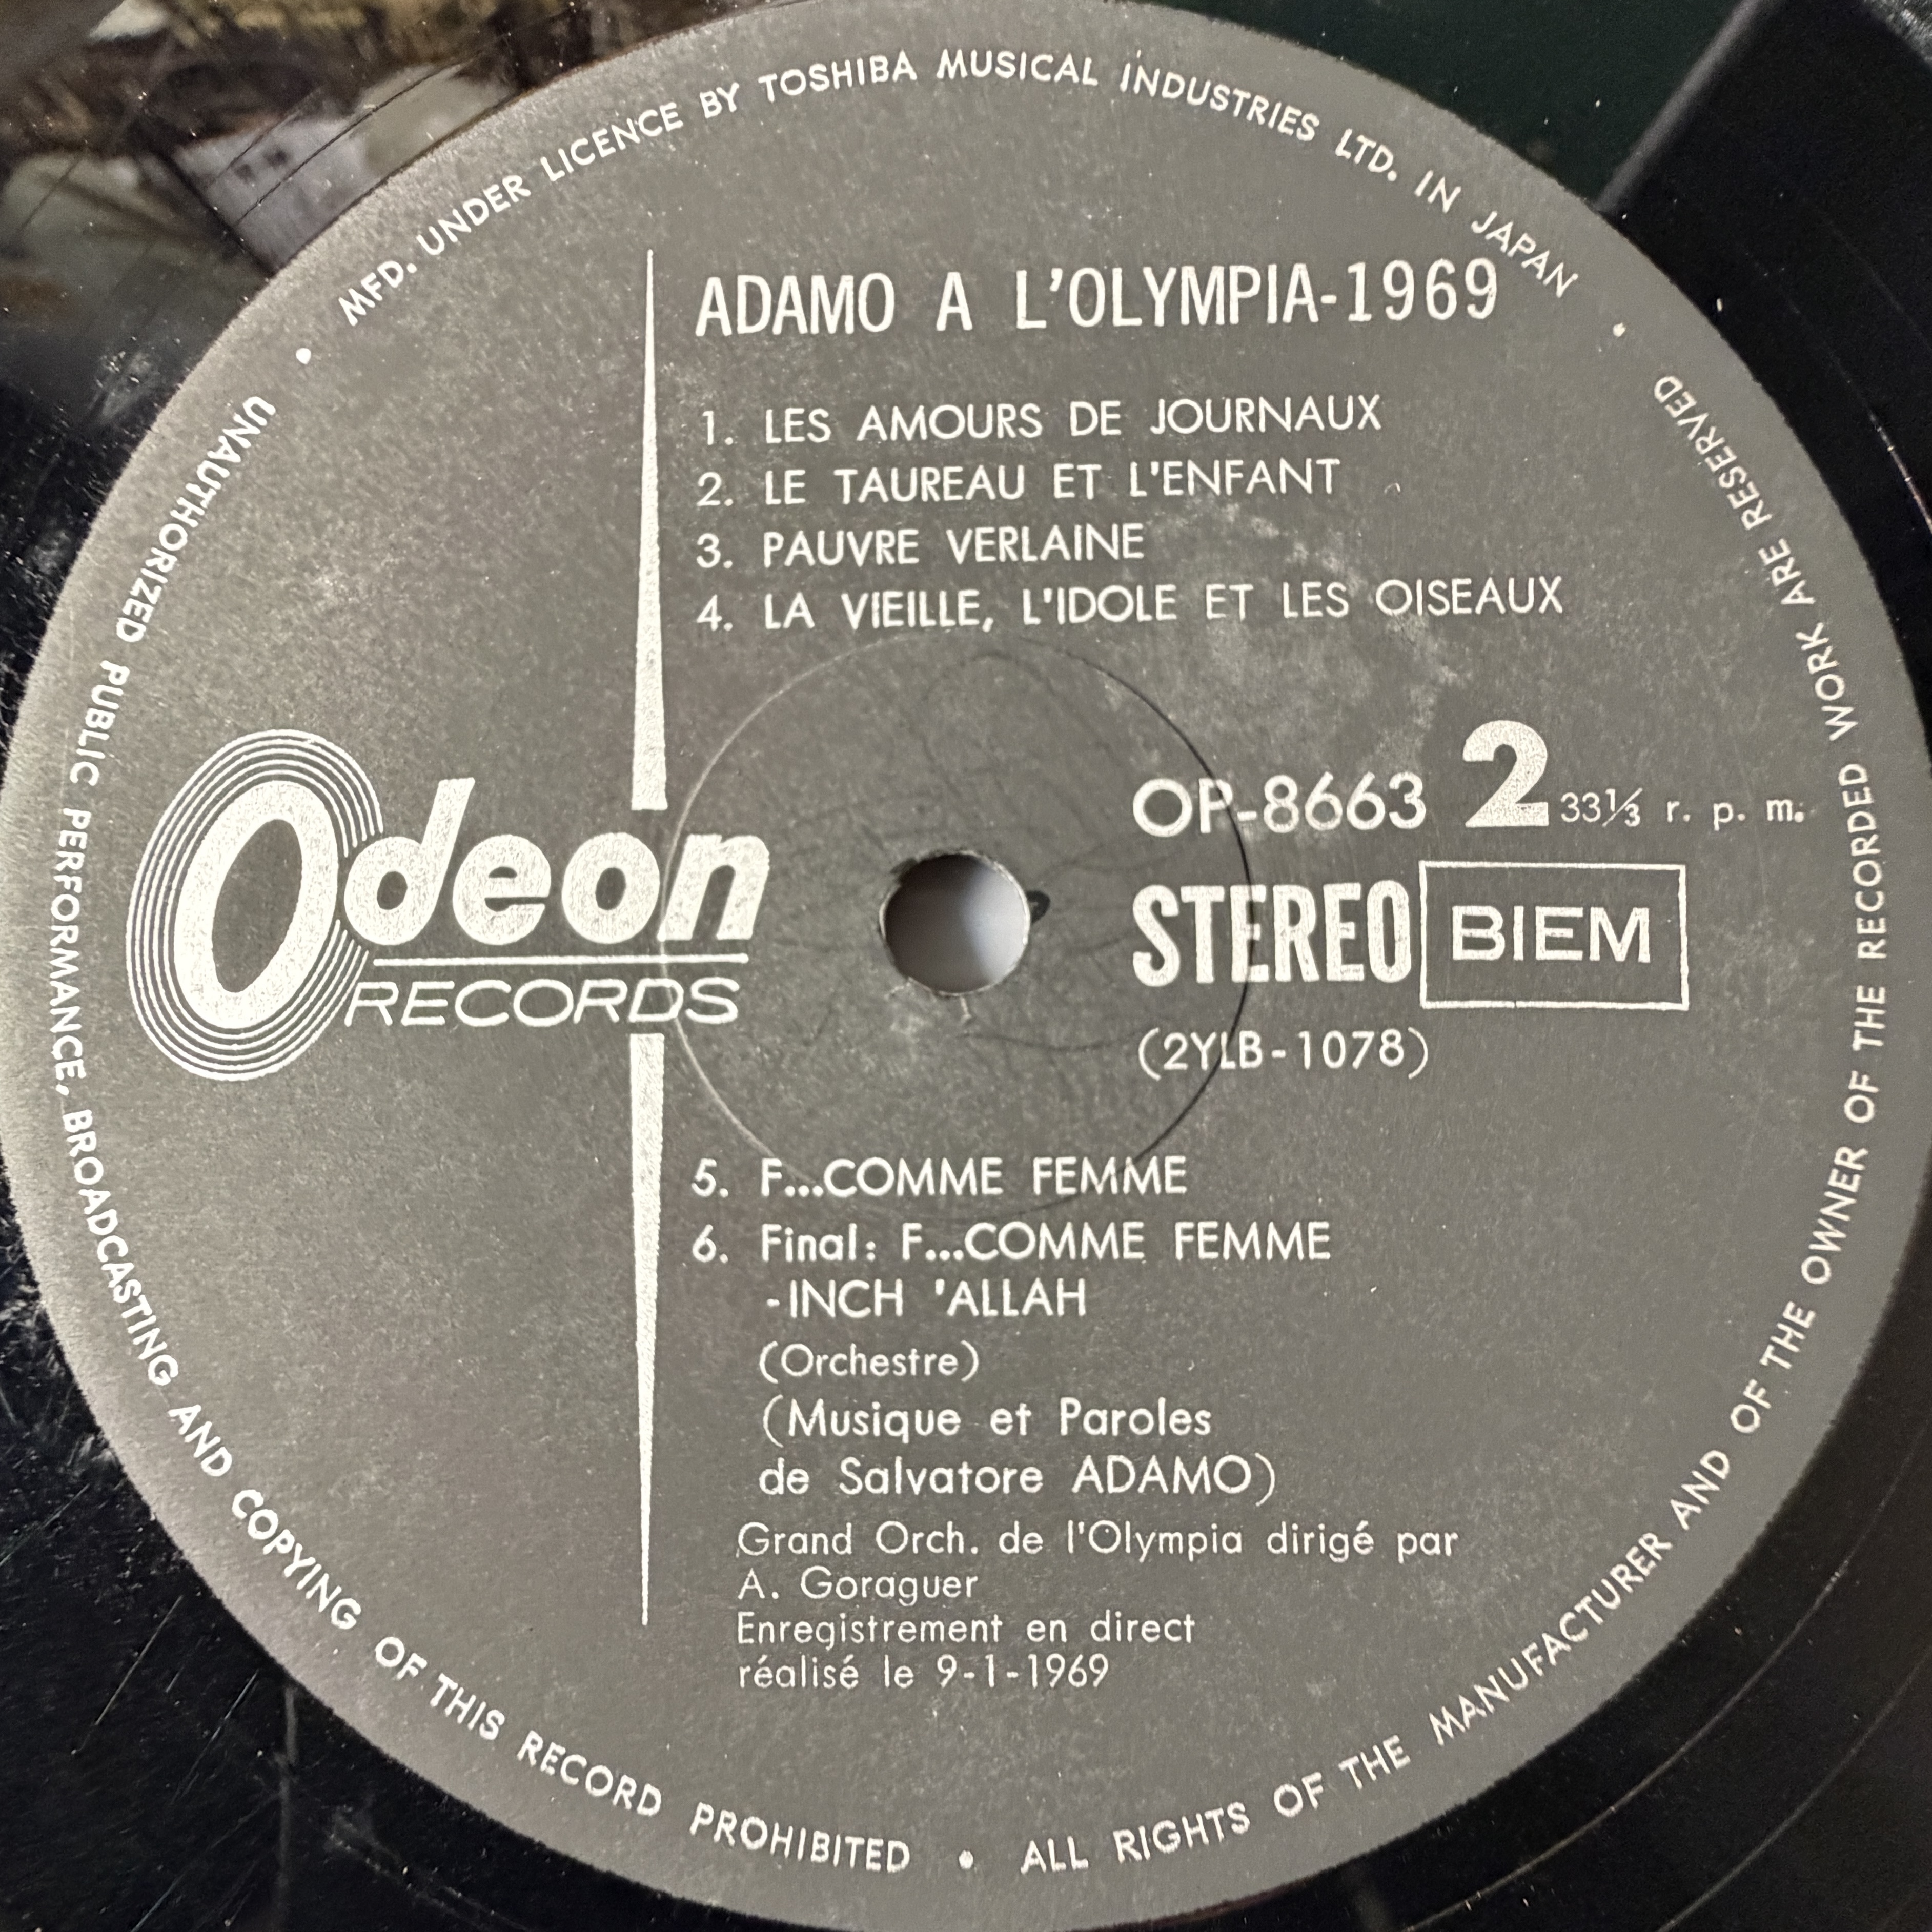 MFD. UNDER LICENCE BY TOSHIBA MUSICAL INDUSTRIES LTD. IN JAPAN •
ADAMO A L'OLYMPIA-1969
1. LES AMOURS DE JOURNAUX
2. LE TAUREAU ET L'ENFANT
3. PAUVRE VERLAINE
4. LA VIEILLE, L'IDOLE ET LES OISEAUX
Odeon
RECORDS
OP-8663 2 33⅓ r. p. m.
STEREO BIEM
(2YLB-1078)
5. F...COMME FEMME
6. Final: F...COMME FEMME
-INCH 'ALLAH
(Orchestre)
(Musique et Paroles
de Salvatore ADAMO)
Grand Orch. de l'Olympia dirigé par
A. Goraguer
Enregistrement en direct
réalisé le 9-1-1969
UNAUTHORIZED PUBLIC PERFORMANCE, BROADCASTING AND COPYING OF THIS RECORD PROHIBITED •
ALL RIGHTS OF THE MANUFACTURER AND OF THE OWNER OF THE RECORDED WORK ARE RESERVED •